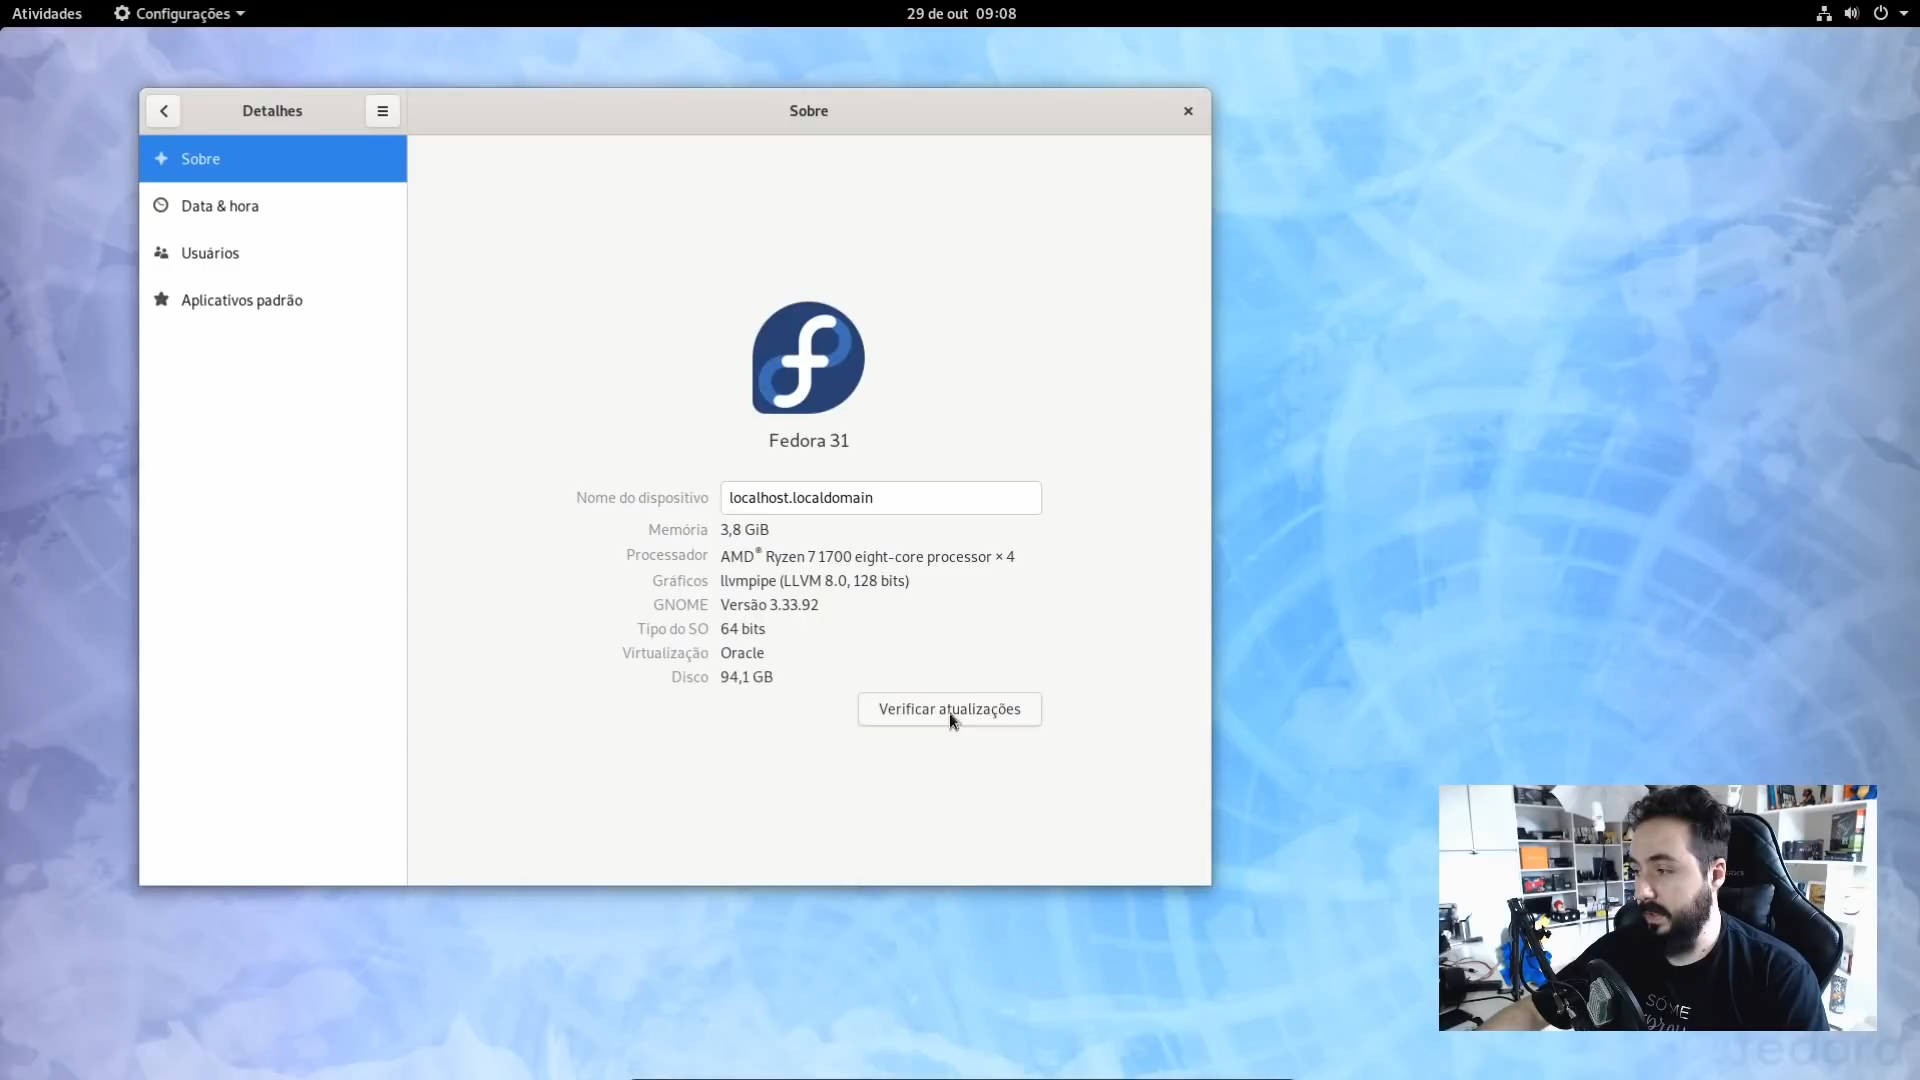 Atividades
Configurações
29 de out 09:08
Detalhes
Sobre
Sobre
Data & hora
Usuários
Aplicativos padrão
Fedora 31
Nome do dispositivo localhost.localdomain
Memória 3,8 GiB
Processador AMD® Ryzen 7 1700 eight-core processor × 4
Gráficos llvmpipe (LLVM 8.0, 128 bits)
GNOME Versão 3.33.92
Tipo do SO 64 bits
Virtualização Oracle
Disco 94,1 GB
Verificar atualizações
SOME
fedora